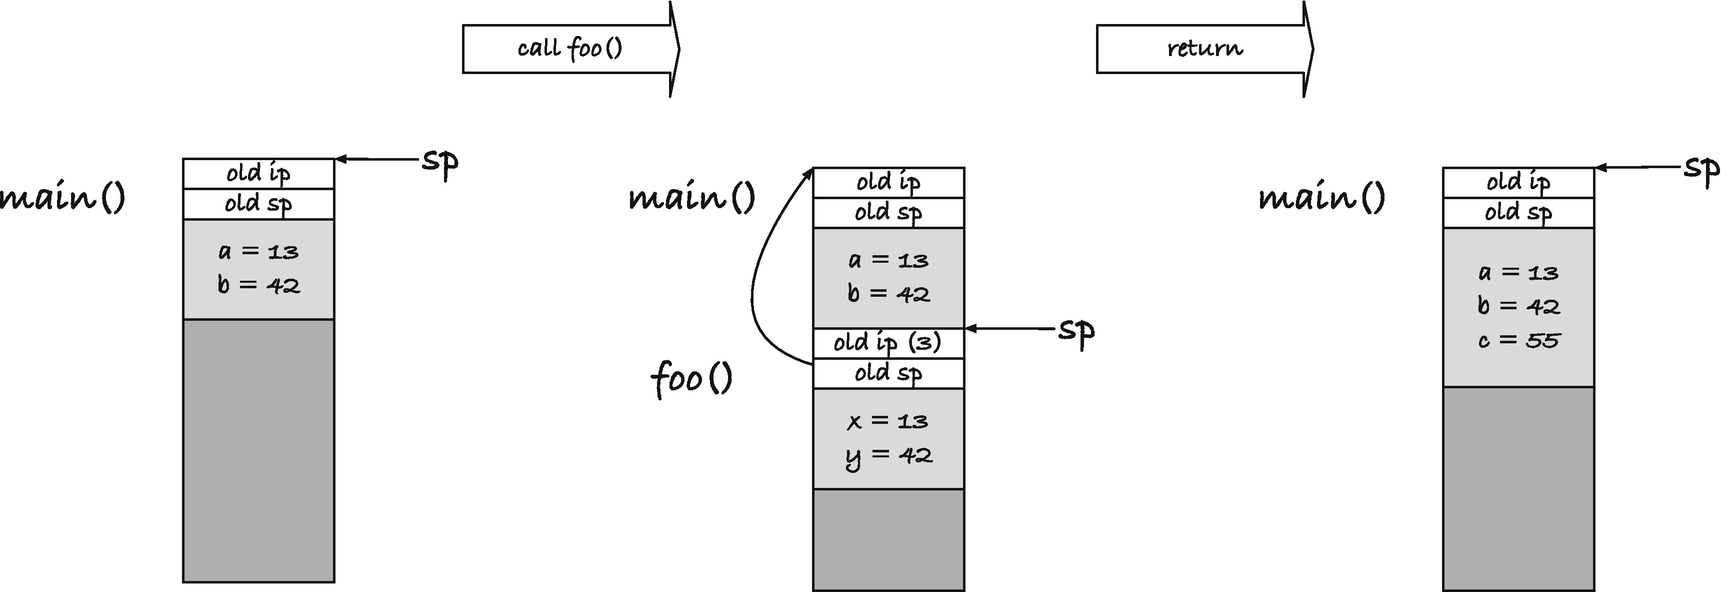 call foo()
return
main()
old ip
old sp
a = 13
b = 42
sp
main()
old ip
old sp
a = 13
b = 42
sp
foo()
old ip (3)
old sp
x = 13
y = 42
main()
old ip
old sp
a = 13
b = 42
c = 55
sp